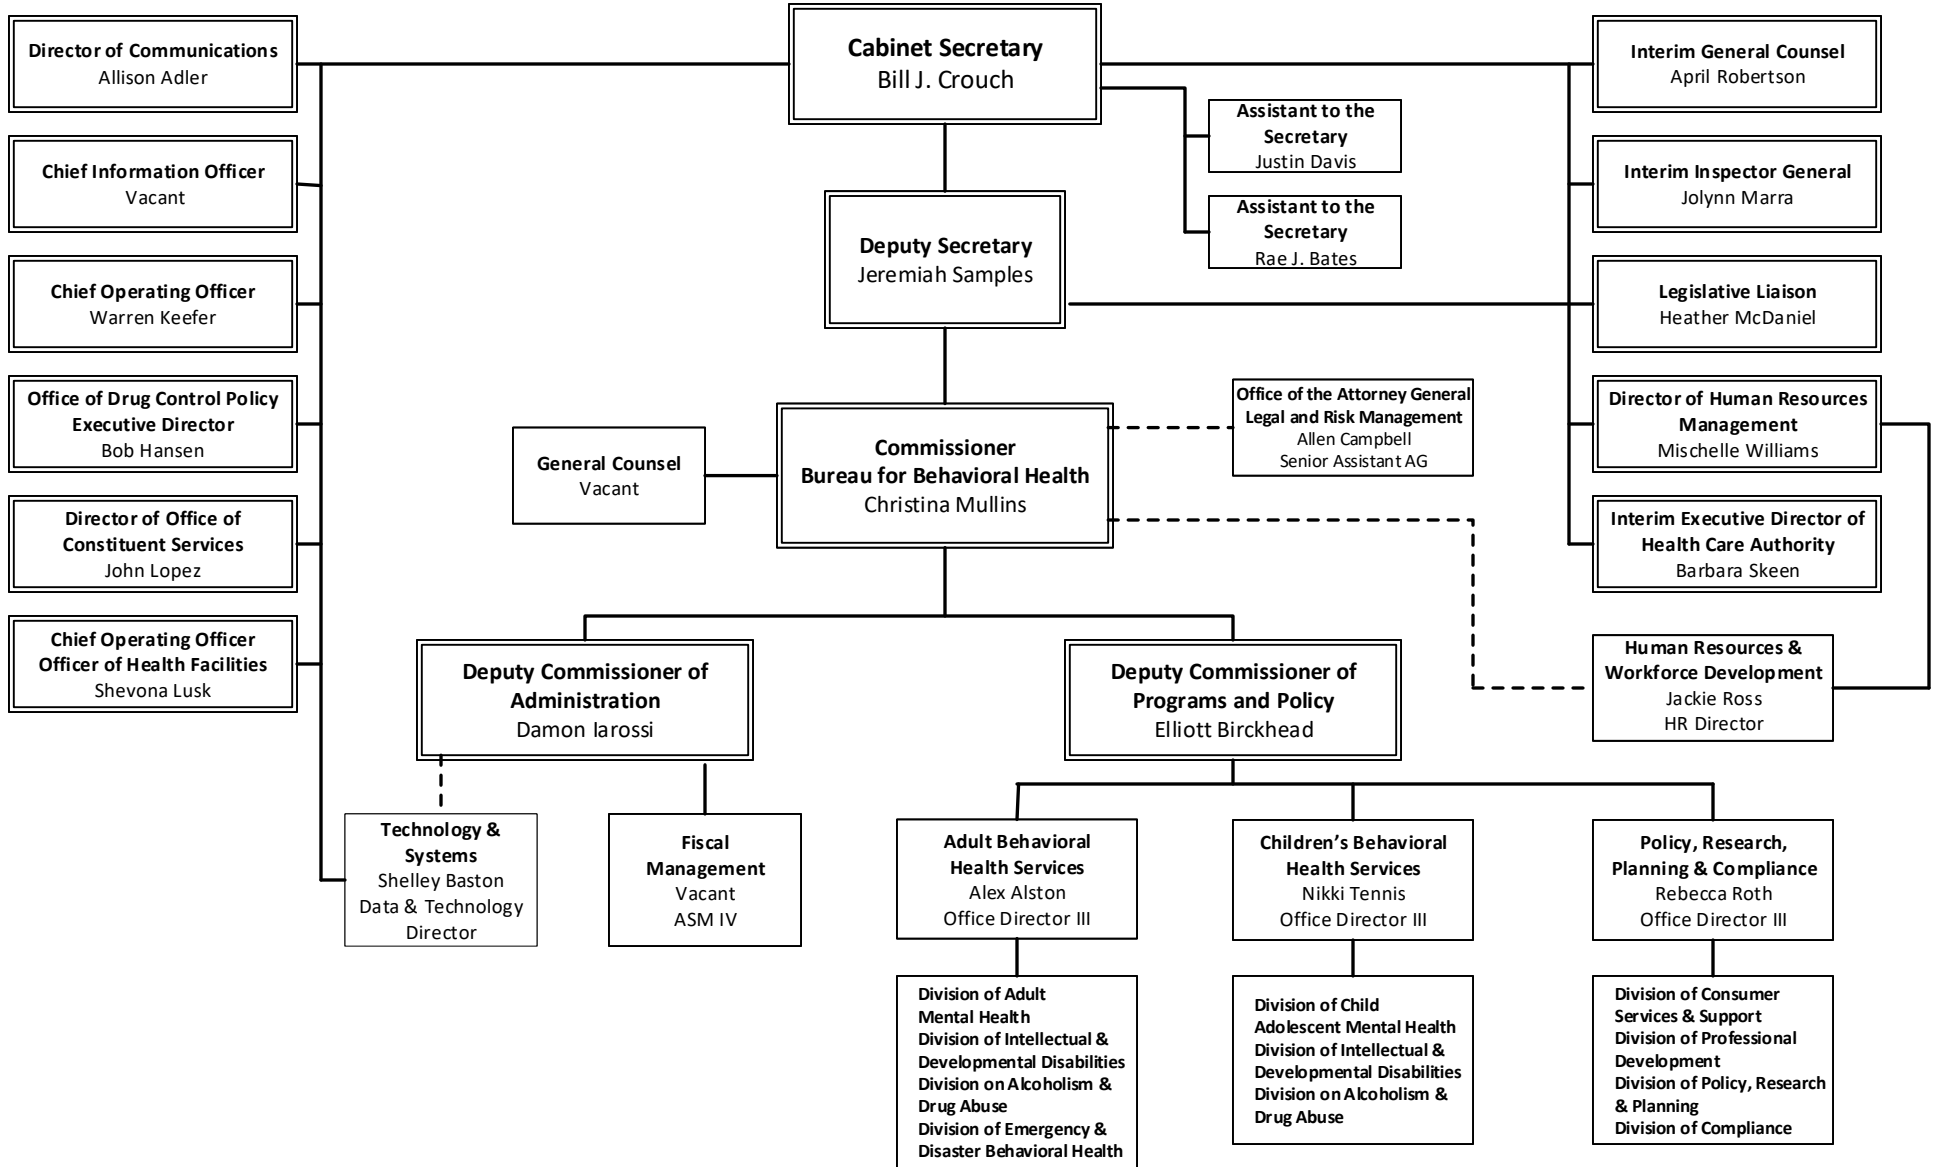 Director of Communications
Allison Adler
Cabinet Secretary
Bill J. Crouch
Interim General Counsel
April Robertson
Assistant to the
Secretary
Justin Davis
Chief Information Officer
Vacant
Interim Inspector General
Jolynn Marra
Assistant to the
Secretary
Rae J. Bates
Deputy Secretary
Jeremiah Samples
Chief Operating Officer
Warren Keefer
Legislative Liaison
Heather McDaniel
Office of Drug Control Policy
Executive Director
Bob Hansen
Office of the Attorney General
Legal and Risk Management
Allen Campbell
Senior Assistant AG
Director of Human Resources
Management
Mischelle Williams
General Counsel
Vacant
Commissioner
Bureau for Behavioral Health
Christina Mullins
Director of Office of
Constituent Services
John Lopez
Interim Executive Director of
Health Care Authority
Barbara Skeen
Chief Operating Officer
Officer of Health Facilities
Shevona Lusk
Deputy Commissioner of
Administration
Damon Iarossi
Deputy Commissioner of
Programs and Policy
Elliott Birckhead
Human Resources &
Workforce Development
Jackie Ross
HR Director
Technology &
Systems
Shelley Baston
Data & Technology
Director
Fiscal
Management
Vacant
ASM IV
Adult Behavioral
Health Services
Alex Alston
Office Director III
Children’s Behavioral
Health Services
Nikki Tennis
Office Director III
Policy, Research,
Planning & Compliance
Rebecca Roth
Office Director III
Division of Adult
Mental Health
Division of Intellectual &
Developmental Disabilities
Division on Alcoholism &
Drug Abuse
Division of Emergency &
Disaster Behavioral Health
Division of Child
Adolescent Mental Health
Division of Intellectual &
Developmental Disabilities
Division on Alcoholism &
Drug Abuse
Division of Consumer
Services & Support
Division of Professional
Development
Division of Policy, Research
& Planning
Division of Compliance